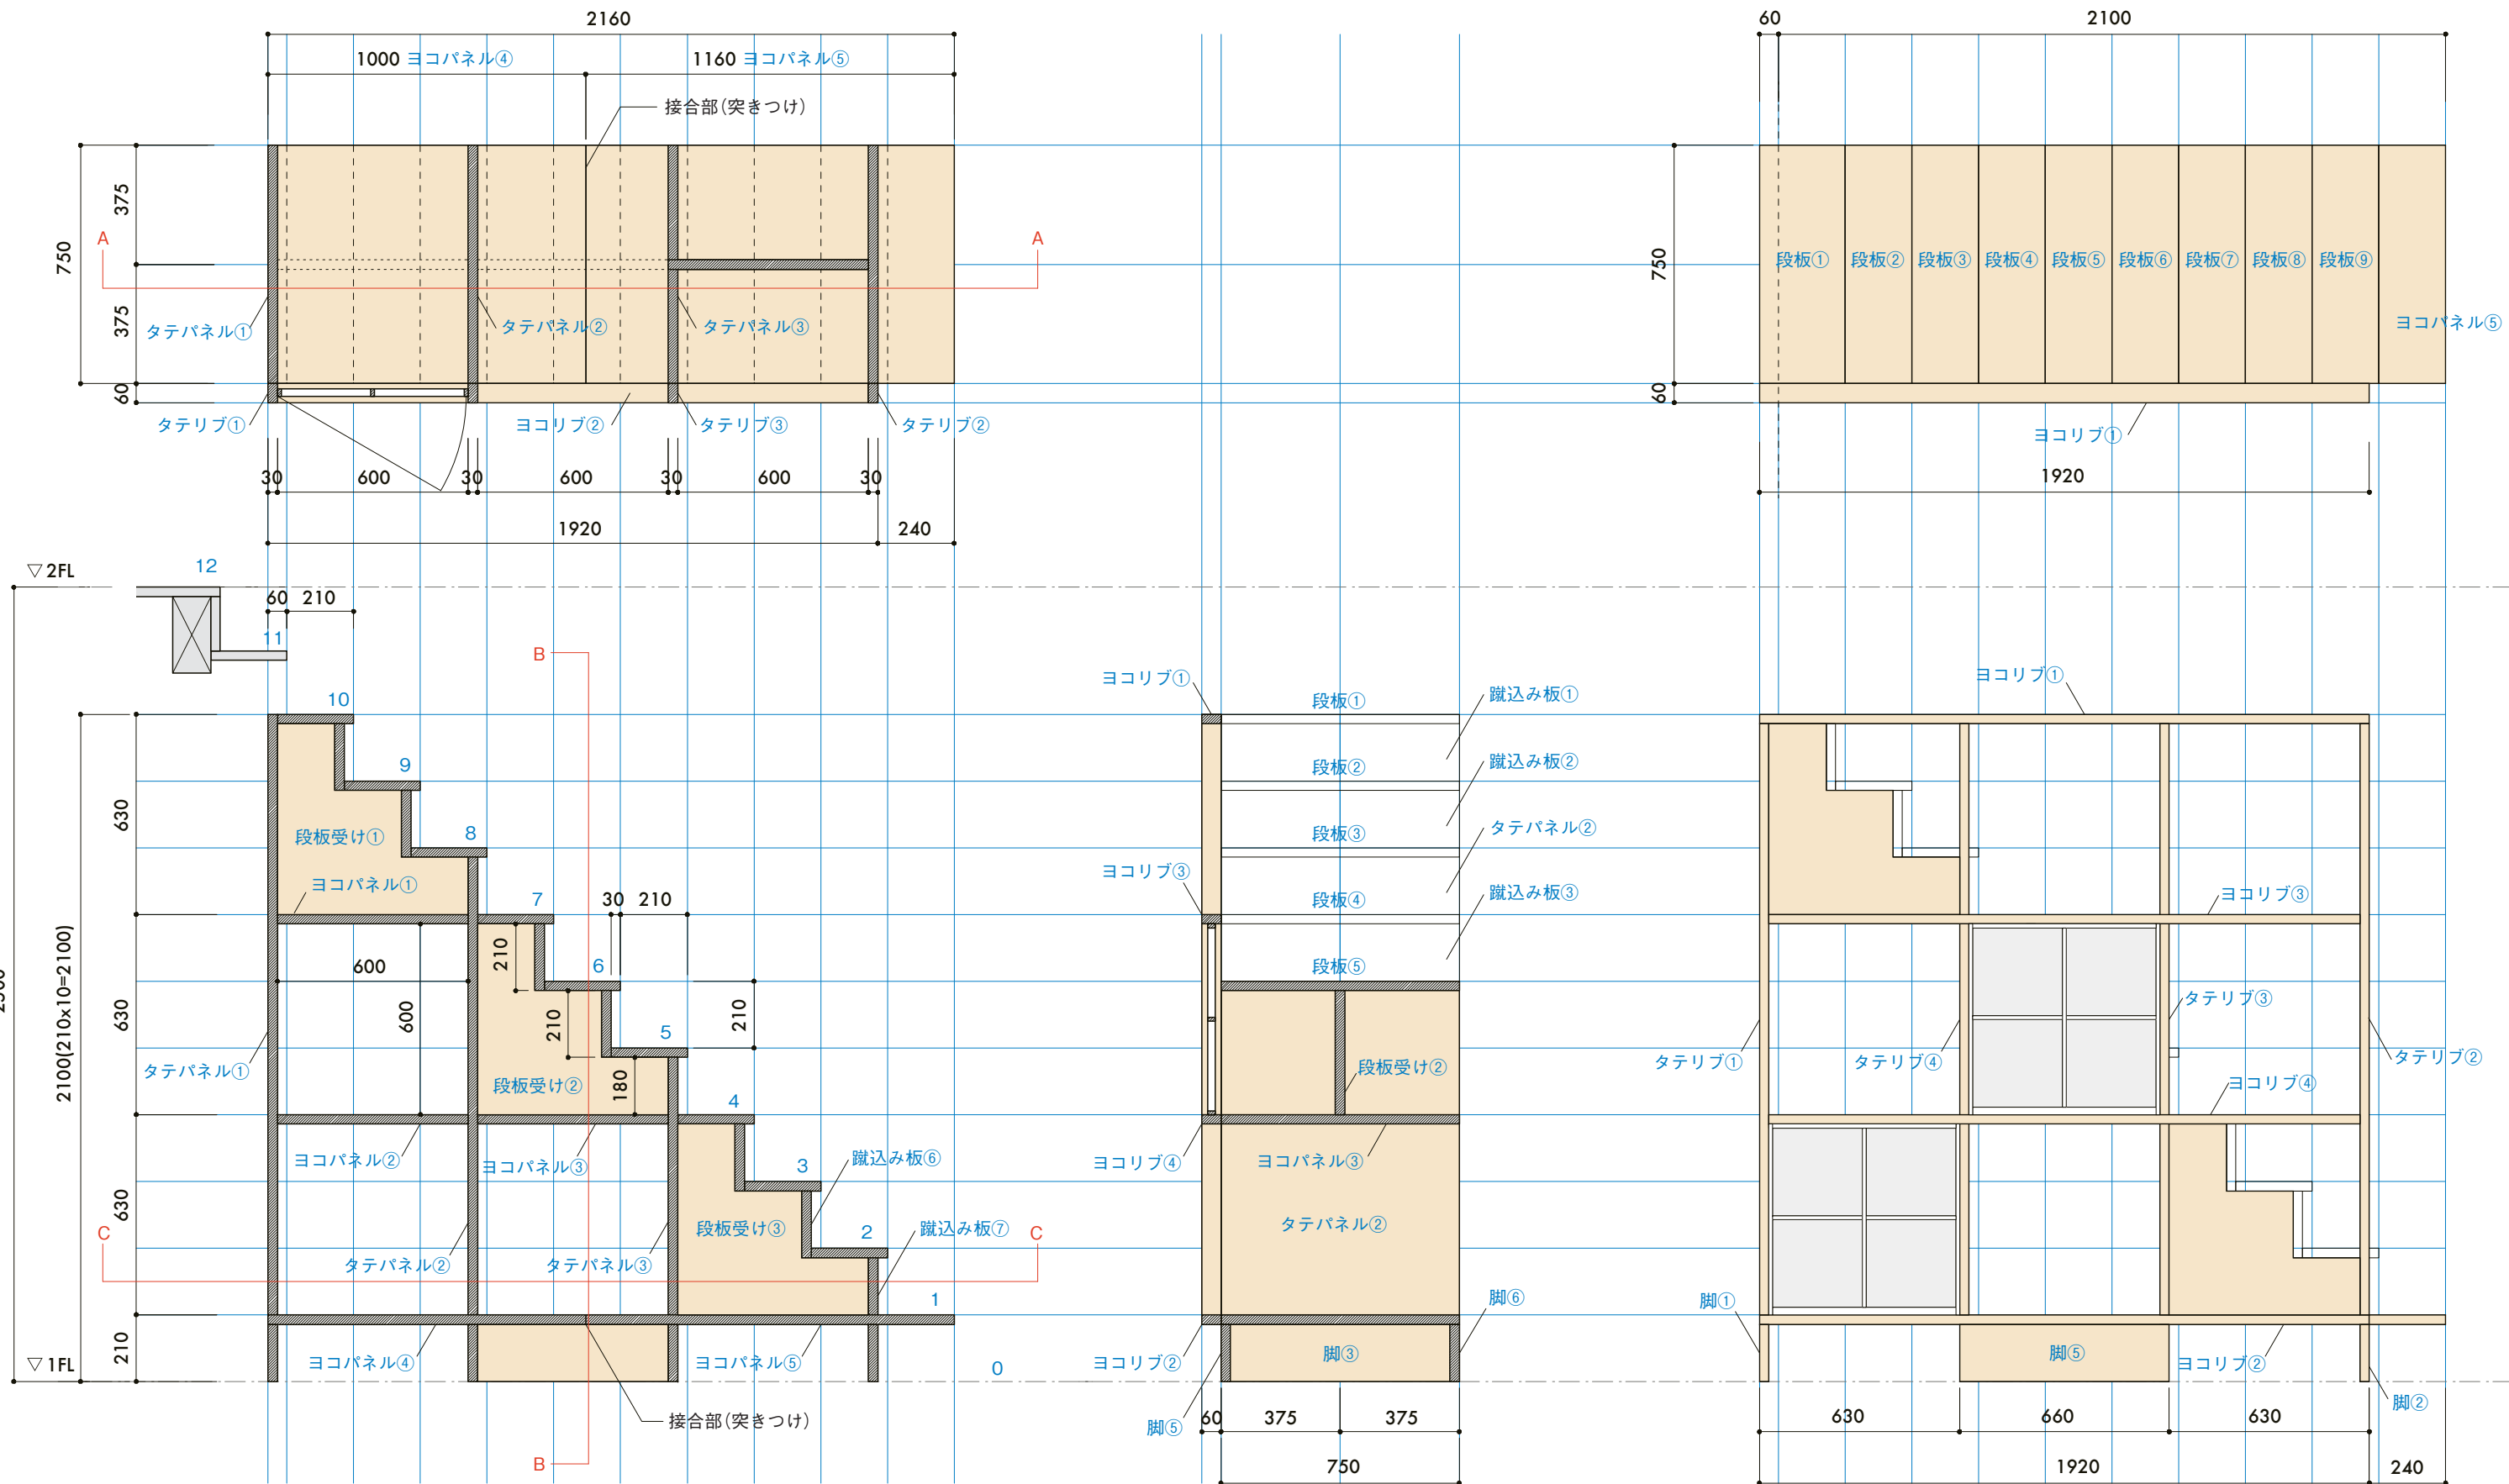 2160
1000 ヨコパネル④
1160 ヨコパネル⑤
接合部(突きつけ)
375
750
375
60
A
A
タテパネル①
タテパネル②
タテパネル③
タテリブ①
ヨコリブ②
タテリブ③
タテリブ②
30
600
30
600
30
600
30
1920
240
60
2100
750
60
段板①
段板②
段板③
段板④
段板⑤
段板⑥
段板⑦
段板⑧
段板⑨
ヨコパネル⑤
ヨコリブ①
1920
▽2FL
12
60
210
11
B
10
9
8
7
6
5
4
3
2
1
0
630
630
630
210
2100(210x10=2100)
▽1FL
段板受け①
ヨコパネル①
30
210
210
600
600
210
210
180
タテパネル①
段板受け②
ヨコパネル②
ヨコパネル③
蹴込み板⑥
段板受け③
蹴込み板⑦
C
C
タテパネル②
タテパネル③
ヨコパネル④
ヨコパネル⑤
接合部(突きつけ)
B
ヨコリブ①
段板①
蹴込み板①
段板②
蹴込み板②
段板③
タテパネル②
ヨコリブ③
段板④
蹴込み板③
段板⑤
段板受け②
ヨコリブ④
ヨコパネル③
タテパネル②
脚⑥
ヨコリブ②
脚③
脚⑤
60
375
375
750
ヨコリブ①
ヨコリブ③
タテリブ③
タテリブ①
タテリブ④
タテリブ②
ヨコリブ④
脚①
脚⑤
ヨコリブ②
脚②
630
660
630
1920
240